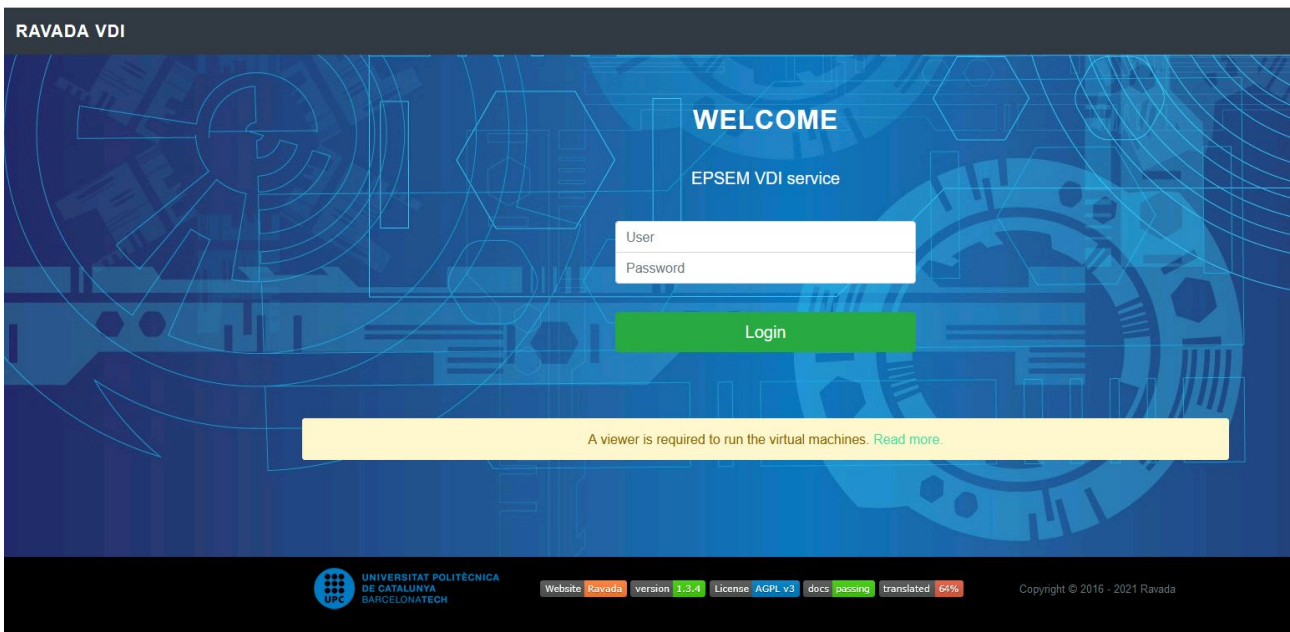 RAVADA VDI
WELCOME
EPSEM VDI service
User
Password
Login
A viewer is required to run the virtual machines. Read more.
UPC
UNIVERSITAT POLITÈCNICA
DE CATALUNYA
BARCELONATECH
Website Ravada version 1.3.4 License AGPL v3 docs passing translated 64%
Copyright © 2016 - 2021 Ravada